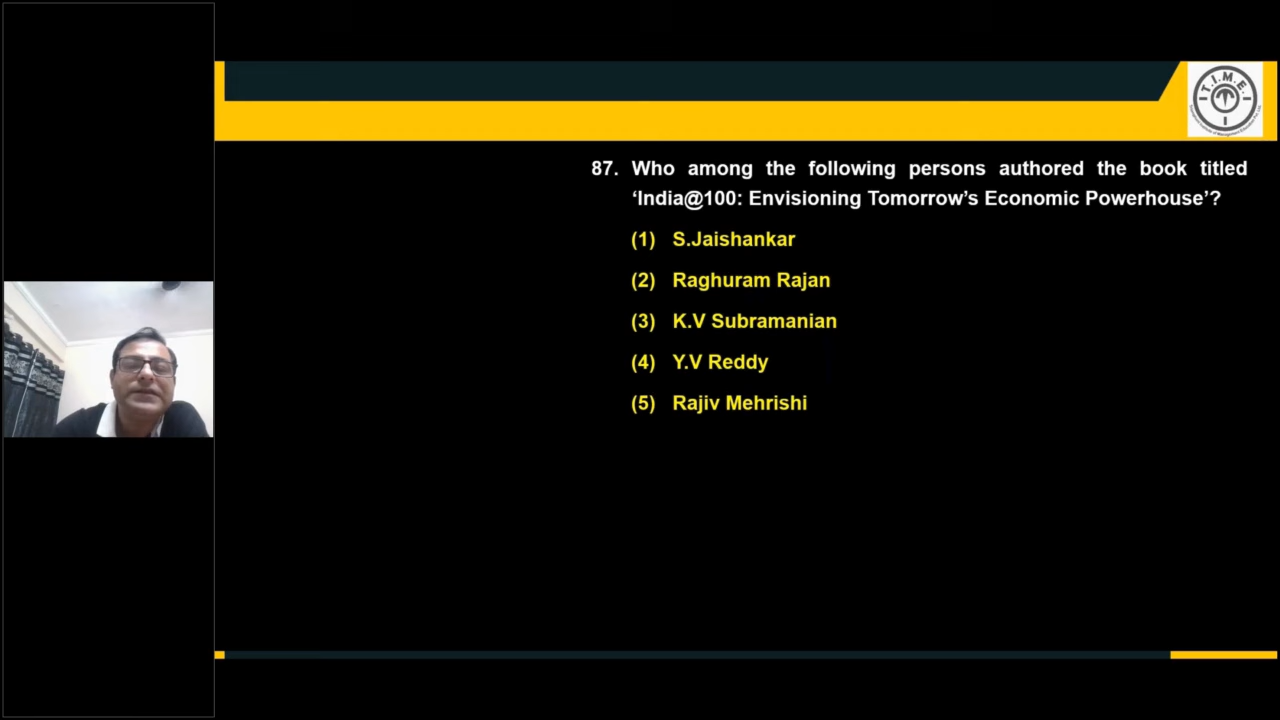 T.I.M.E.
87. Who among the following persons authored the book titled
‘India@100: Envisioning Tomorrow’s Economic Powerhouse’?
(1) S.Jaishankar
(2) Raghuram Rajan
(3) K.V Subramanian
(4) Y.V Reddy
(5) Rajiv Mehrishi